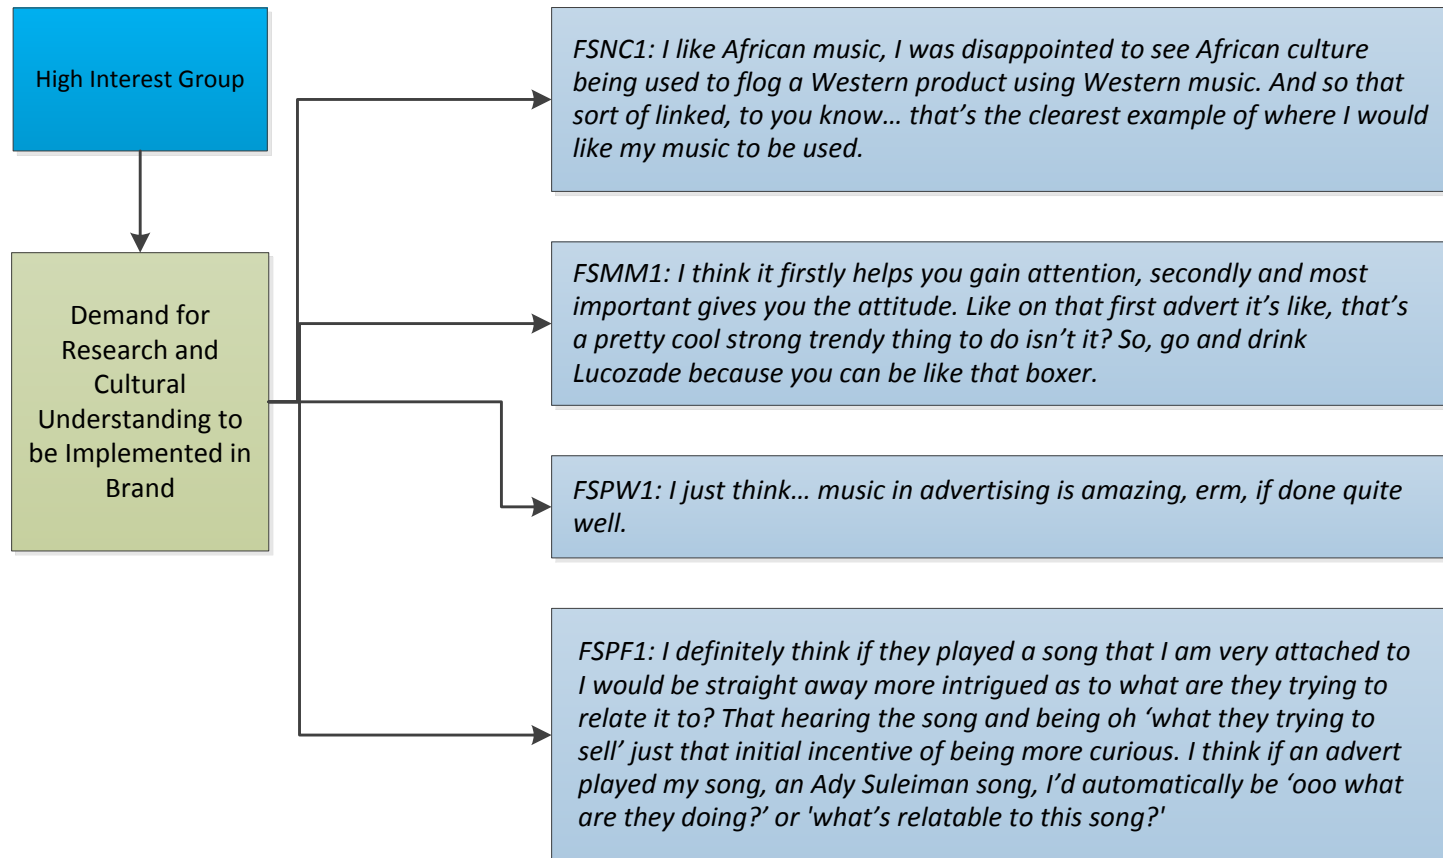 High Interest Group
Demand for
Research and
Cultural
Understanding to
be Implemented in
Brand
FSNC1: I like African music, I was disappointed to see African culture
being used to flog a Western product using Western music. And so that
sort of linked, to you know… that’s the clearest example of where I would
like my music to be used.
FSMM1: I think it firstly helps you gain attention, secondly and most
important gives you the attitude. Like on that first advert it’s like, that’s
a pretty cool strong trendy thing to do isn’t it? So, go and drink
Lucozade because you can be like that boxer.
FSPW1: I just think… music in advertising is amazing, erm, if done quite
well.
FSPF1: I definitely think if they played a song that I am very attached to
I would be straight away more intrigued as to what are they trying to
relate it to? That hearing the song and being oh ‘what they trying to
sell’ just that initial incentive of being more curious. I think if an advert
played my song, an Ady Suleiman song, I’d automatically be ‘ooo what
are they doing?’ or 'what’s relatable to this song?'